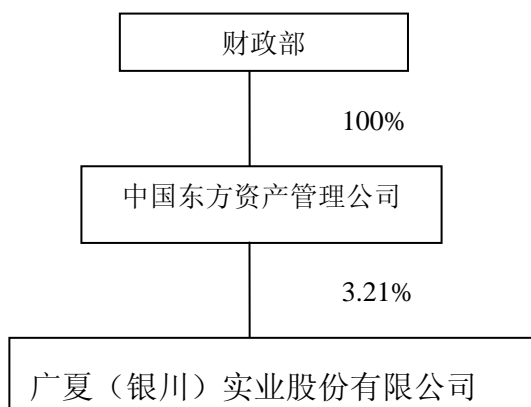 财政部
100%
中国东方资产管理公司
3.21%
广夏（银川）实业股份有限公司